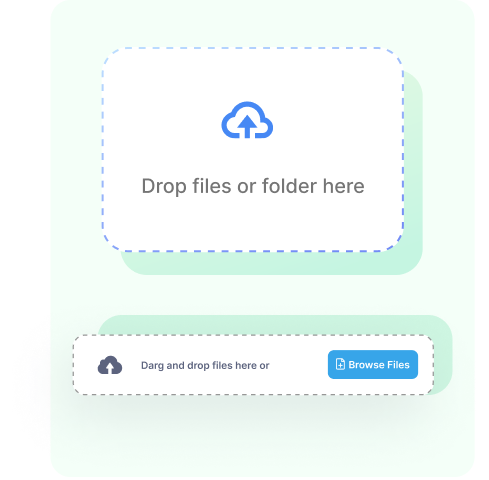 Drop files or folder here
Darg and drop files here or
Browse Files